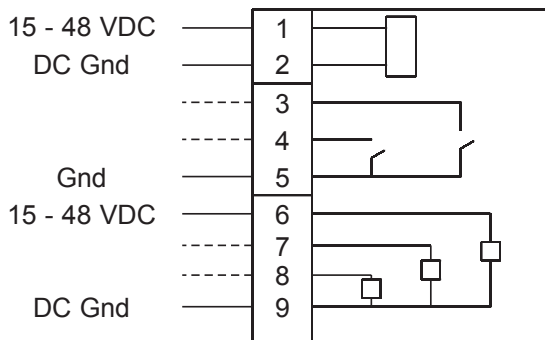 15 - 48 VDC 1
DC Gnd 2
3
4
Gnd 5
15 - 48 VDC 6
7
8
DC Gnd 9